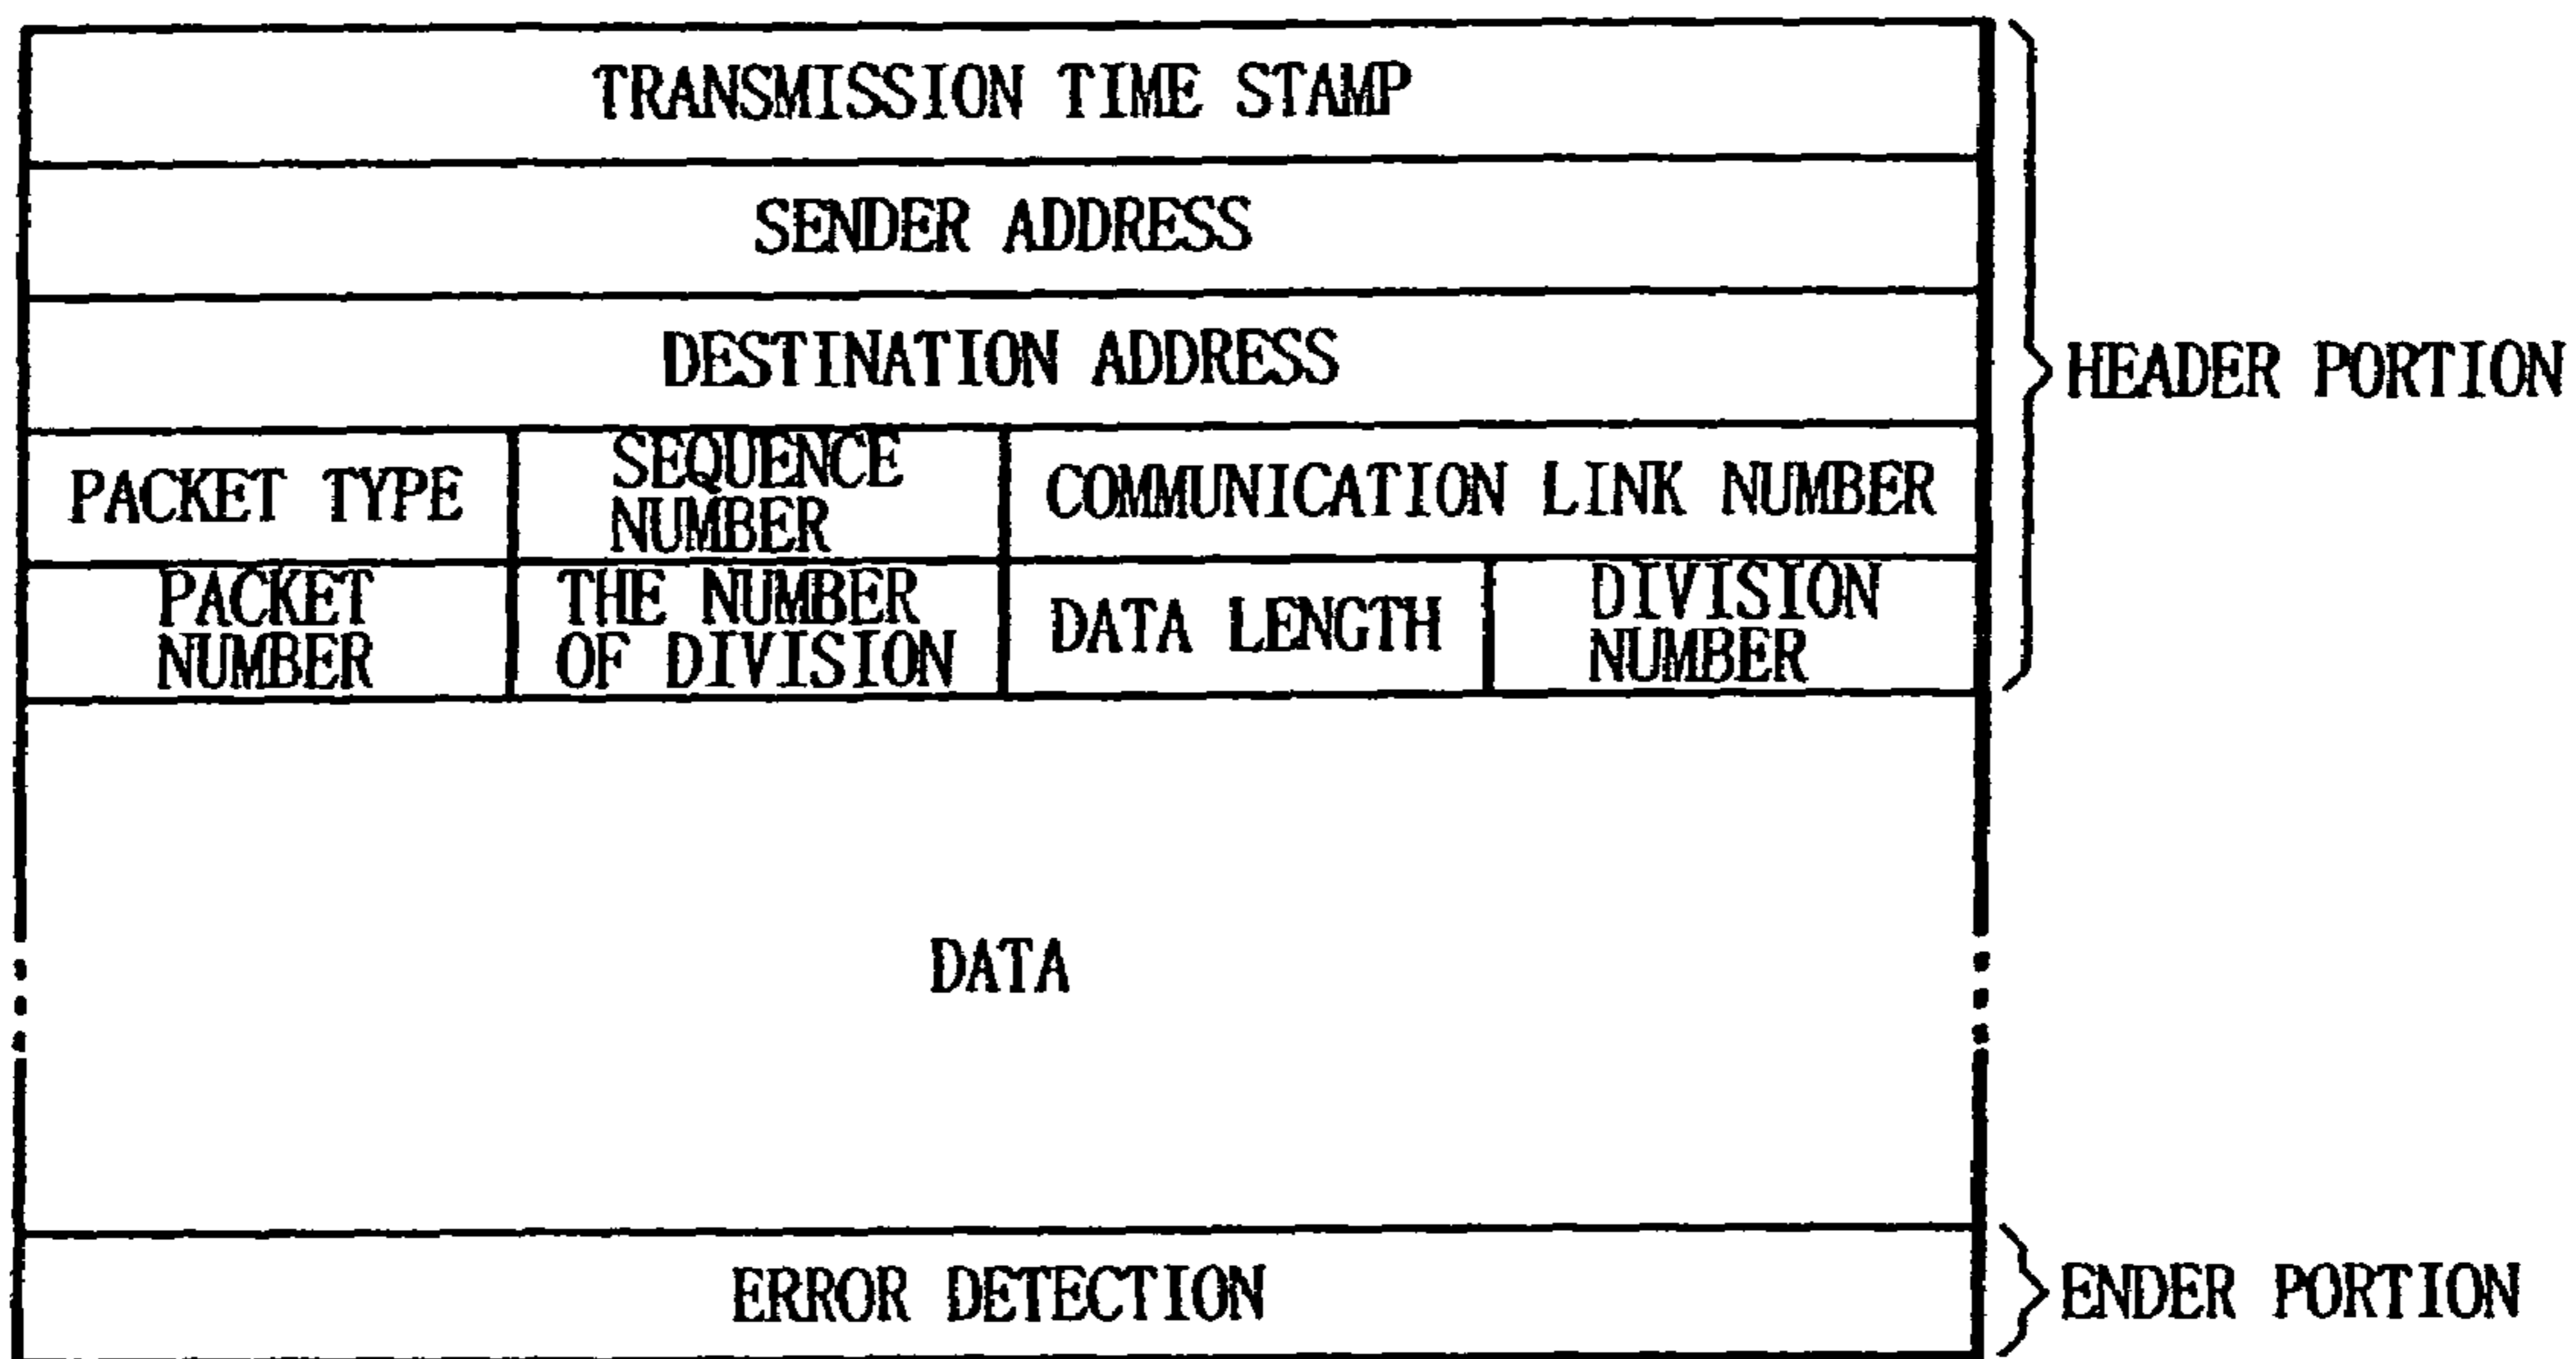 TRANSMISSION TIME STAMP
SENDER ADDRESS
DESTINATION ADDRESS
HEADER PORTION
PACKET TYPE
SEQUENCE
NUMBER
COMMUNICATION LINK NUMBER
PACKET
NUMBER
THE NUMBER
OF DIVISION
DATA LENGTH
DIVISION
NUMBER
DATA
ERROR DETECTION
ENDER PORTION